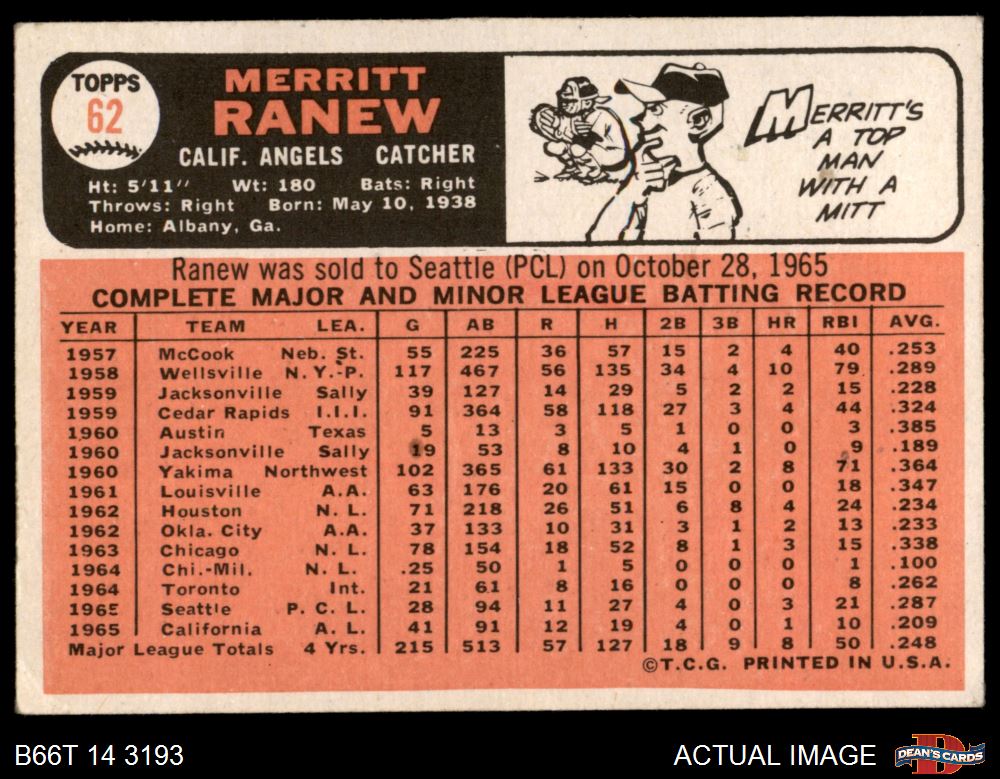 TOPPS
62
MERRITT
RANEW
CALIF. ANGELS CATCHER
Ht: 5'11" Wt: 180 Bats: Right
Throws: Right Born: May 10, 1938
Home: Albany, Ga.
MERRITT'S
A TOP
MAN
WITH A
MITT
Ranew was sold to Seattle (PCL) on October 28, 1965
COMPLETE MAJOR AND MINOR LEAGUE BATTING RECORD
YEAR TEAM LEA. G AB R H 2B 3B HR RBI AVG.
1957 McCook Neb. St. 55 225 36 57 15 2 4 40 .253
1958 Wellsville N.Y.-P. 117 467 56 135 34 4 10 79 .289
1959 Jacksonville Sally 39 127 14 29 5 2 2 15 .228
1959 Cedar Rapids I.I.I. 91 364 58 118 27 3 4 44 .324
1960 Austin Texas 5 13 3 5 1 0 0 3 .385
1960 Jacksonville Sally 19 53 8 10 4 1 0 9 .189
1960 Yakima Northwest 102 365 61 133 30 2 8 71 .364
1961 Louisville A.A. 63 176 20 61 15 0 0 18 .347
1962 Houston N. L. 71 218 26 51 6 8 4 24 .234
1962 Okla. City A.A. 37 133 10 31 3 1 2 13 .233
1963 Chicago N. L. 78 154 18 52 8 1 3 15 .338
1964 Chi.-Mil. N. L. .25 50 1 5 0 0 0 1 .100
1964 Toronto Int. 21 61 8 16 0 0 0 8 .262
1965 Seattle P. C. L. 28 94 11 27 4 0 3 21 .287
1965 California A. L. 41 91 12 19 4 0 1 10 .209
Major League Totals 4 Yrs. 215 513 57 127 18 9 8 50 .248
©T.C.G. PRINTED IN U.S.A.
B66T 14 3193
ACTUAL IMAGE
D
DEAN'S CARDS